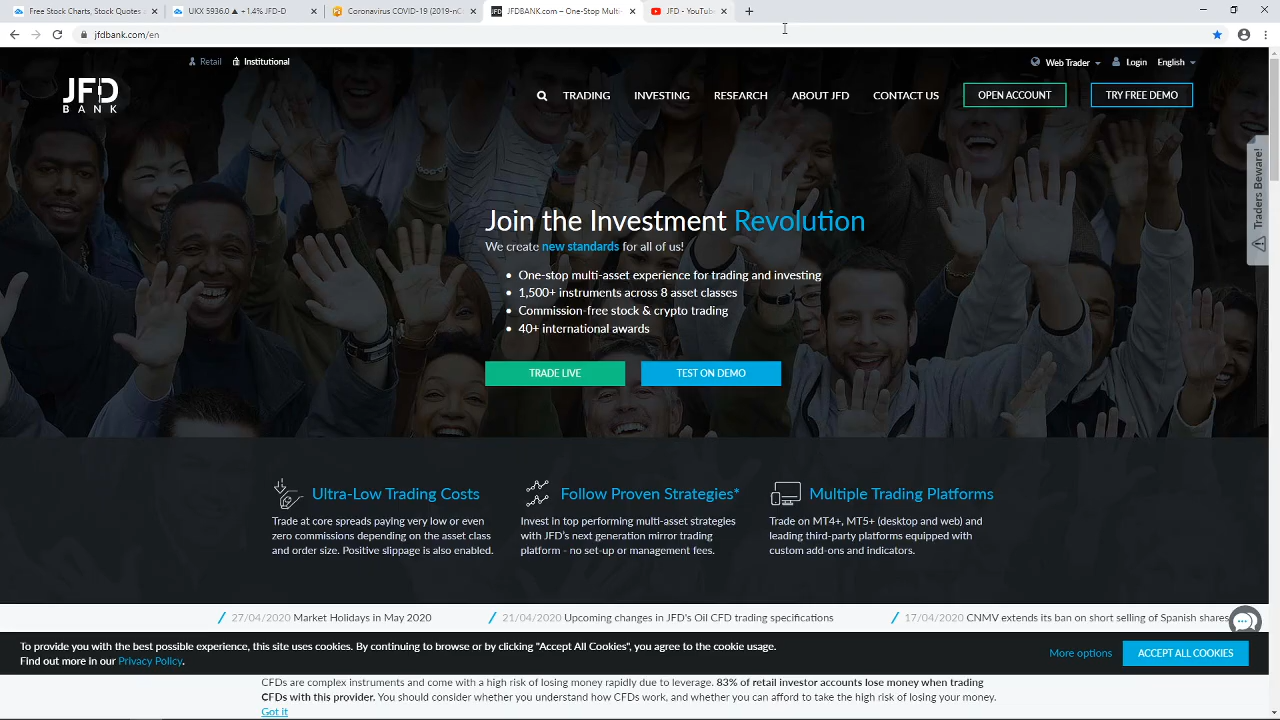 Free Stock Charts, Stock Quotes a
UKX 5936.0 ▲ +1.4% JFD-D
Coronavirus COVID-19 (2019-nC
JFDBANK.com – One-Stop Multi-
JFD - YouTube
jfdbank.com/en
Retail
Institutional
Web Trader
Login
English
JFD
BANK
TRADING
INVESTING
RESEARCH
ABOUT JFD
CONTACT US
OPEN ACCOUNT
TRY FREE DEMO
Traders Beware!
Join the Investment Revolution
We create new standards for all of us!
• One-stop multi-asset experience for trading and investing
• 1,500+ instruments across 8 asset classes
• Commission-free stock & crypto trading
• 40+ international awards
TRADE LIVE
TEST ON DEMO
Ultra-Low Trading Costs
Trade at core spreads paying very low or even
zero commissions depending on the asset class
and order size. Positive slippage is also enabled.
Follow Proven Strategies*
Invest in top performing multi-asset strategies
with JFD's next generation mirror trading
platform - no set-up or management fees.
Multiple Trading Platforms
Trade on MT4+, MT5+ (desktop and web) and
leading third-party platforms equipped with
custom add-ons and indicators.
27/04/2020 Market Holidays in May 2020
21/04/2020 Upcoming changes in JFD's Oil CFD trading specifications
17/04/2020 CNMV extends its ban on short selling of Spanish shares
To provide you with the best possible experience, this site uses cookies. By continuing to browse or by clicking "Accept All Cookies", you agree to the cookie usage.
Find out more in our Privacy Policy.
More options
ACCEPT ALL COOKIES
CFDs are complex instruments and come with a high risk of losing money rapidly due to leverage. 83% of retail investor accounts lose money when trading
CFDs with this provider. You should consider whether you understand how CFDs work, and whether you can afford to take the high risk of losing your money.
Got it